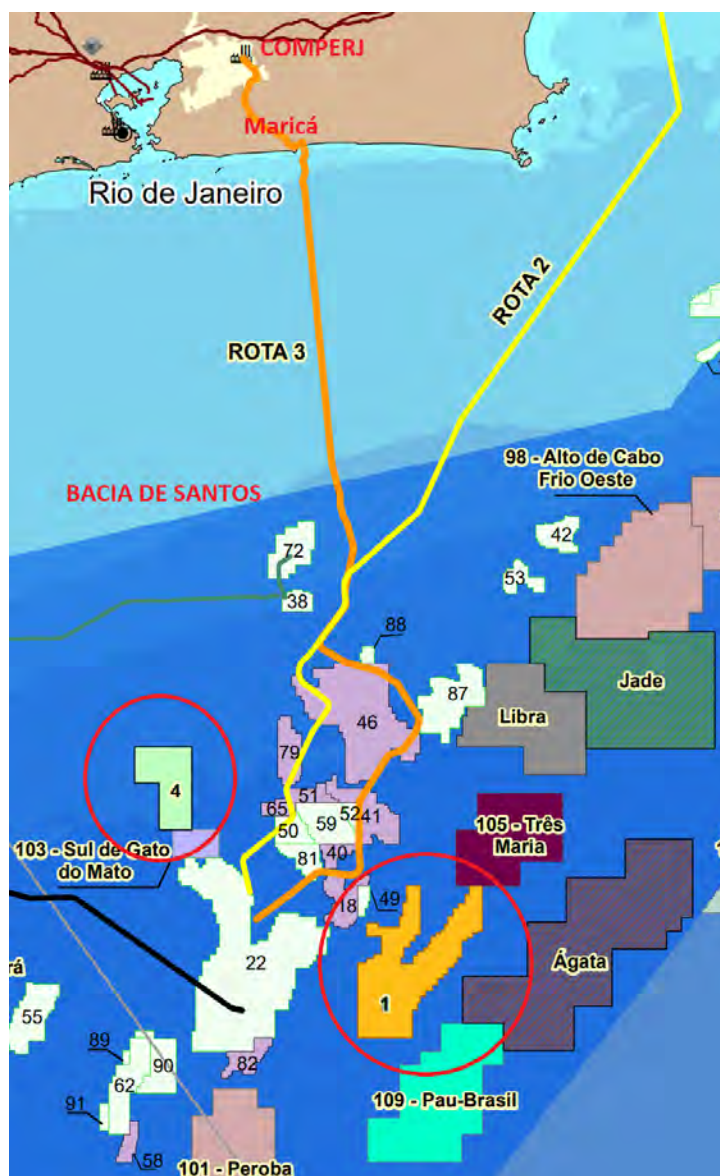 COMPERJ
Maricá
Rio de Janeiro
ROTA 2
ROTA 3
98 - Alto de Cabo
Frio Oeste
BACIA DE SANTOS
72
42
53
38
88
87
Jade
46
Libra
79
4
51
65
52
41
59
50
105 - Três
Maria
103 - Sul de Gato
do Mato
81
40
18
49
22
1
Ágata
rá
55
89
90
82
62
91
109 - Pau-Brasil
58
101 - Peroba